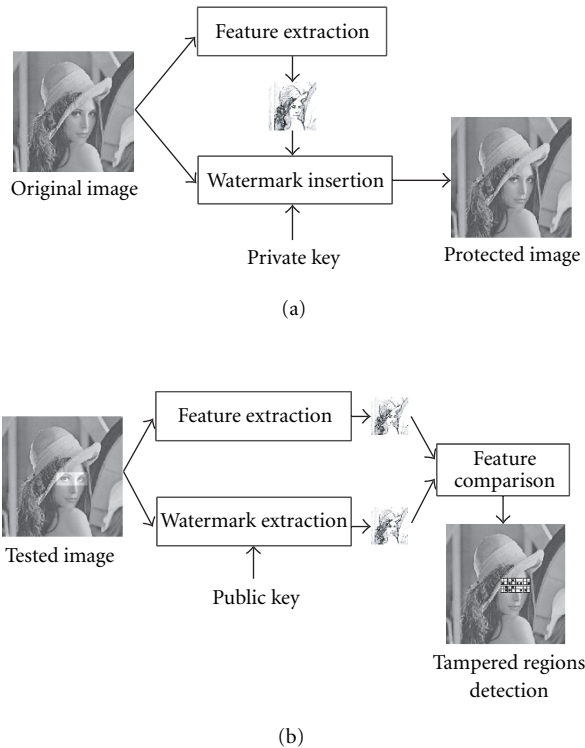 Feature extraction
Original image
Watermark insertion
Private key
Protected image
(a)
Feature extraction
Tested image
Watermark extraction
Public key
Feature
comparison
Tampered regions
detection
(b)